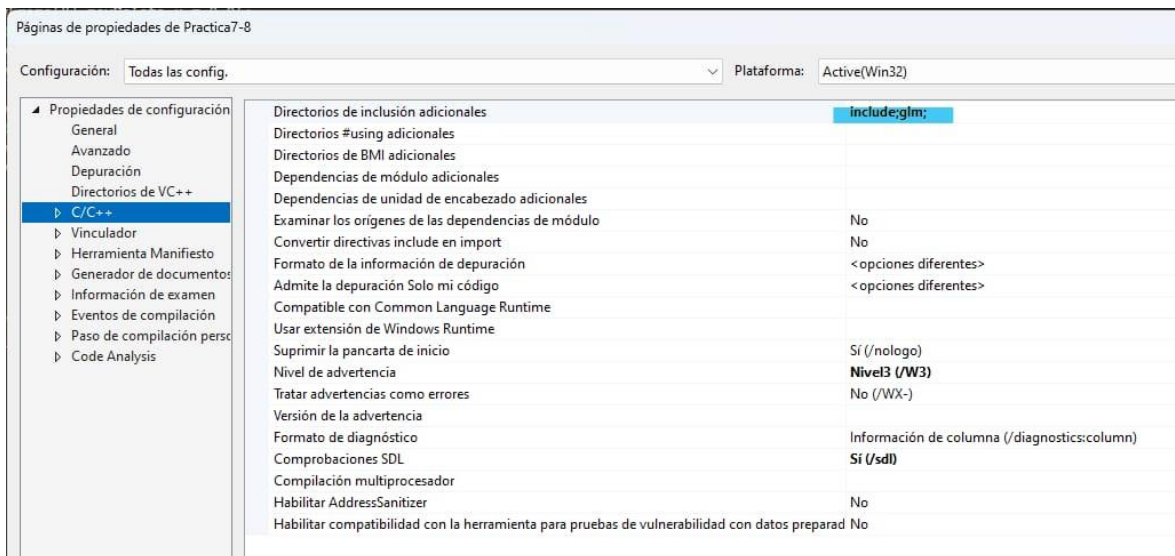 Páginas de propiedades de Practica7-8
Configuración: Todas las config. Plataforma: Active(Win32)
Propiedades de configuración
General
Avanzado
Depuración
Directorios de VC++
C/C++
Vinculador
Herramienta Manifiesto
Generador de documentos
Información de examen
Eventos de compilación
Paso de compilación perso
Code Analysis
Directorios de inclusión adicionales include;glm;
Directorios #using adicionales
Directorios de BMI adicionales
Dependencias de módulo adicionales
Dependencias de unidad de encabezado adicionales
Examinar los orígenes de las dependencias de módulo No
Convertir directivas include en import No
Formato de la información de depuración <opciones diferentes>
Admite la depuración Solo mi código <opciones diferentes>
Compatible con Common Language Runtime
Usar extensión de Windows Runtime
Suprimir la pancarta de inicio Sí (/nologo)
Nivel de advertencia Nivel3 (/W3)
Tratar advertencias como errores No (/WX-)
Versión de la advertencia
Formato de diagnóstico Información de columna (/diagnostics:column)
Comprobaciones SDL Sí (/sdl)
Compilación multiprocesador
Habilitar AddressSanitizer No
Habilitar compatibilidad con la herramienta para pruebas de vulnerabilidad con datos preparad No